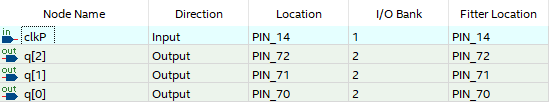 Node Name Direction Location I/O Bank Fitter Location
in clkP Input PIN_14 1 PIN_14
out q[2] Output PIN_72 2 PIN_72
out q[1] Output PIN_71 2 PIN_71
out q[0] Output PIN_70 2 PIN_70